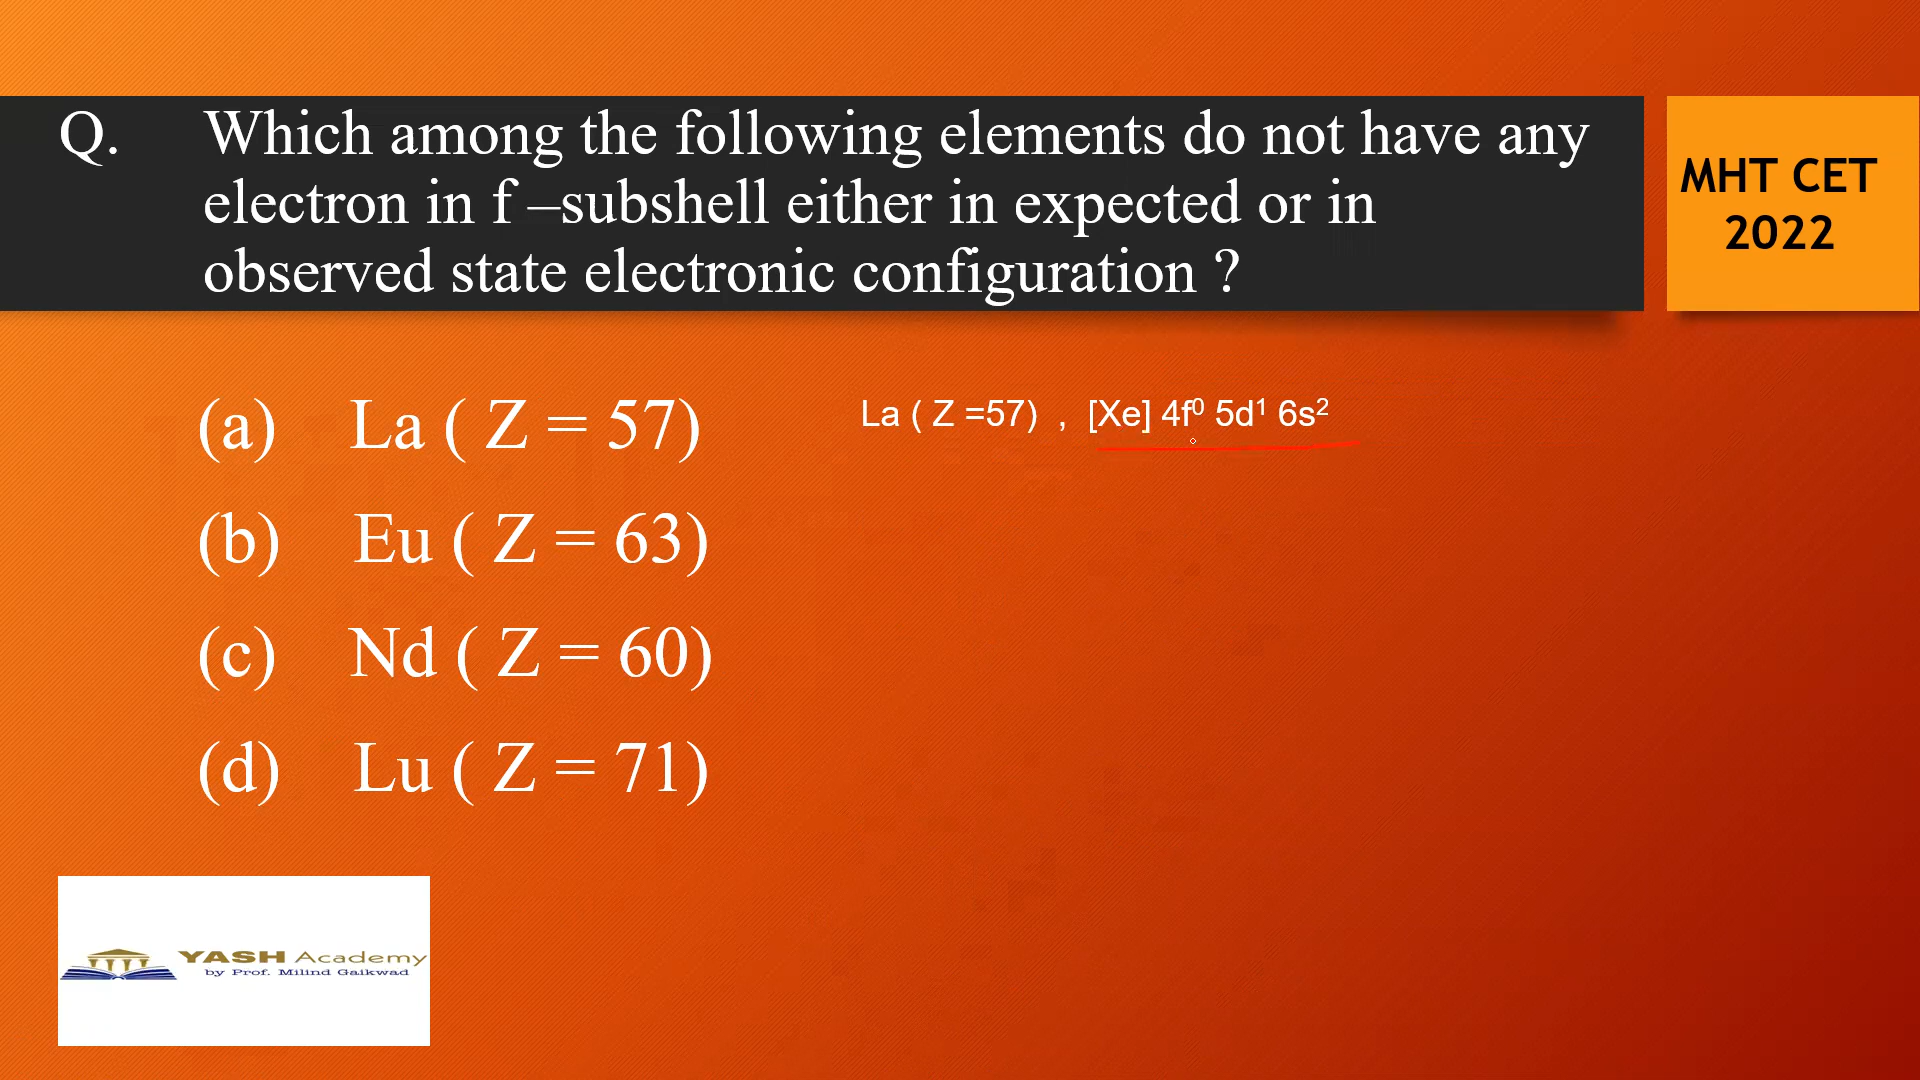 Q. Which among the following elements do not have any
electron in f –subshell either in expected or in
observed state electronic configuration ?
MHT CET
2022
(a) La ( Z = 57)
La ( Z =57) , [Xe] 4f⁰ 5d¹ 6s²
(b) Eu ( Z = 63)
(c) Nd ( Z = 60)
(d) Lu ( Z = 71)
YASH Academy
by Prof. Milind Gaikwad